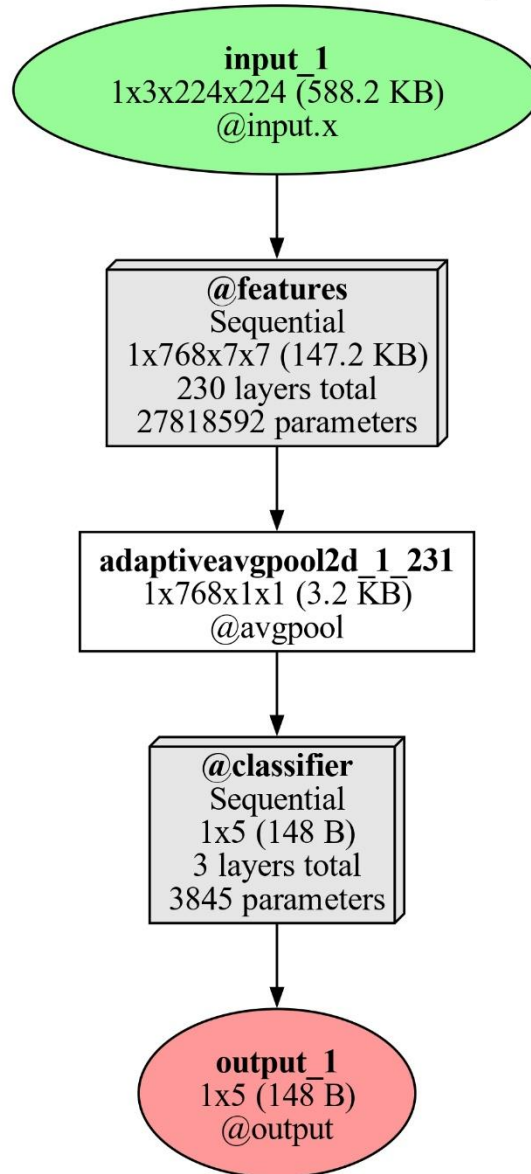 input_1
1x3x224x224 (588.2 KB)
@input.x
@features
Sequential
1x768x7x7 (147.2 KB)
230 layers total
27818592 parameters
adaptiveavgpool2d_1_231
1x768x1x1 (3.2 KB)
@avgpool
@classifier
Sequential
1x5 (148 B)
3 layers total
3845 parameters
output_1
1x5 (148 B)
@output